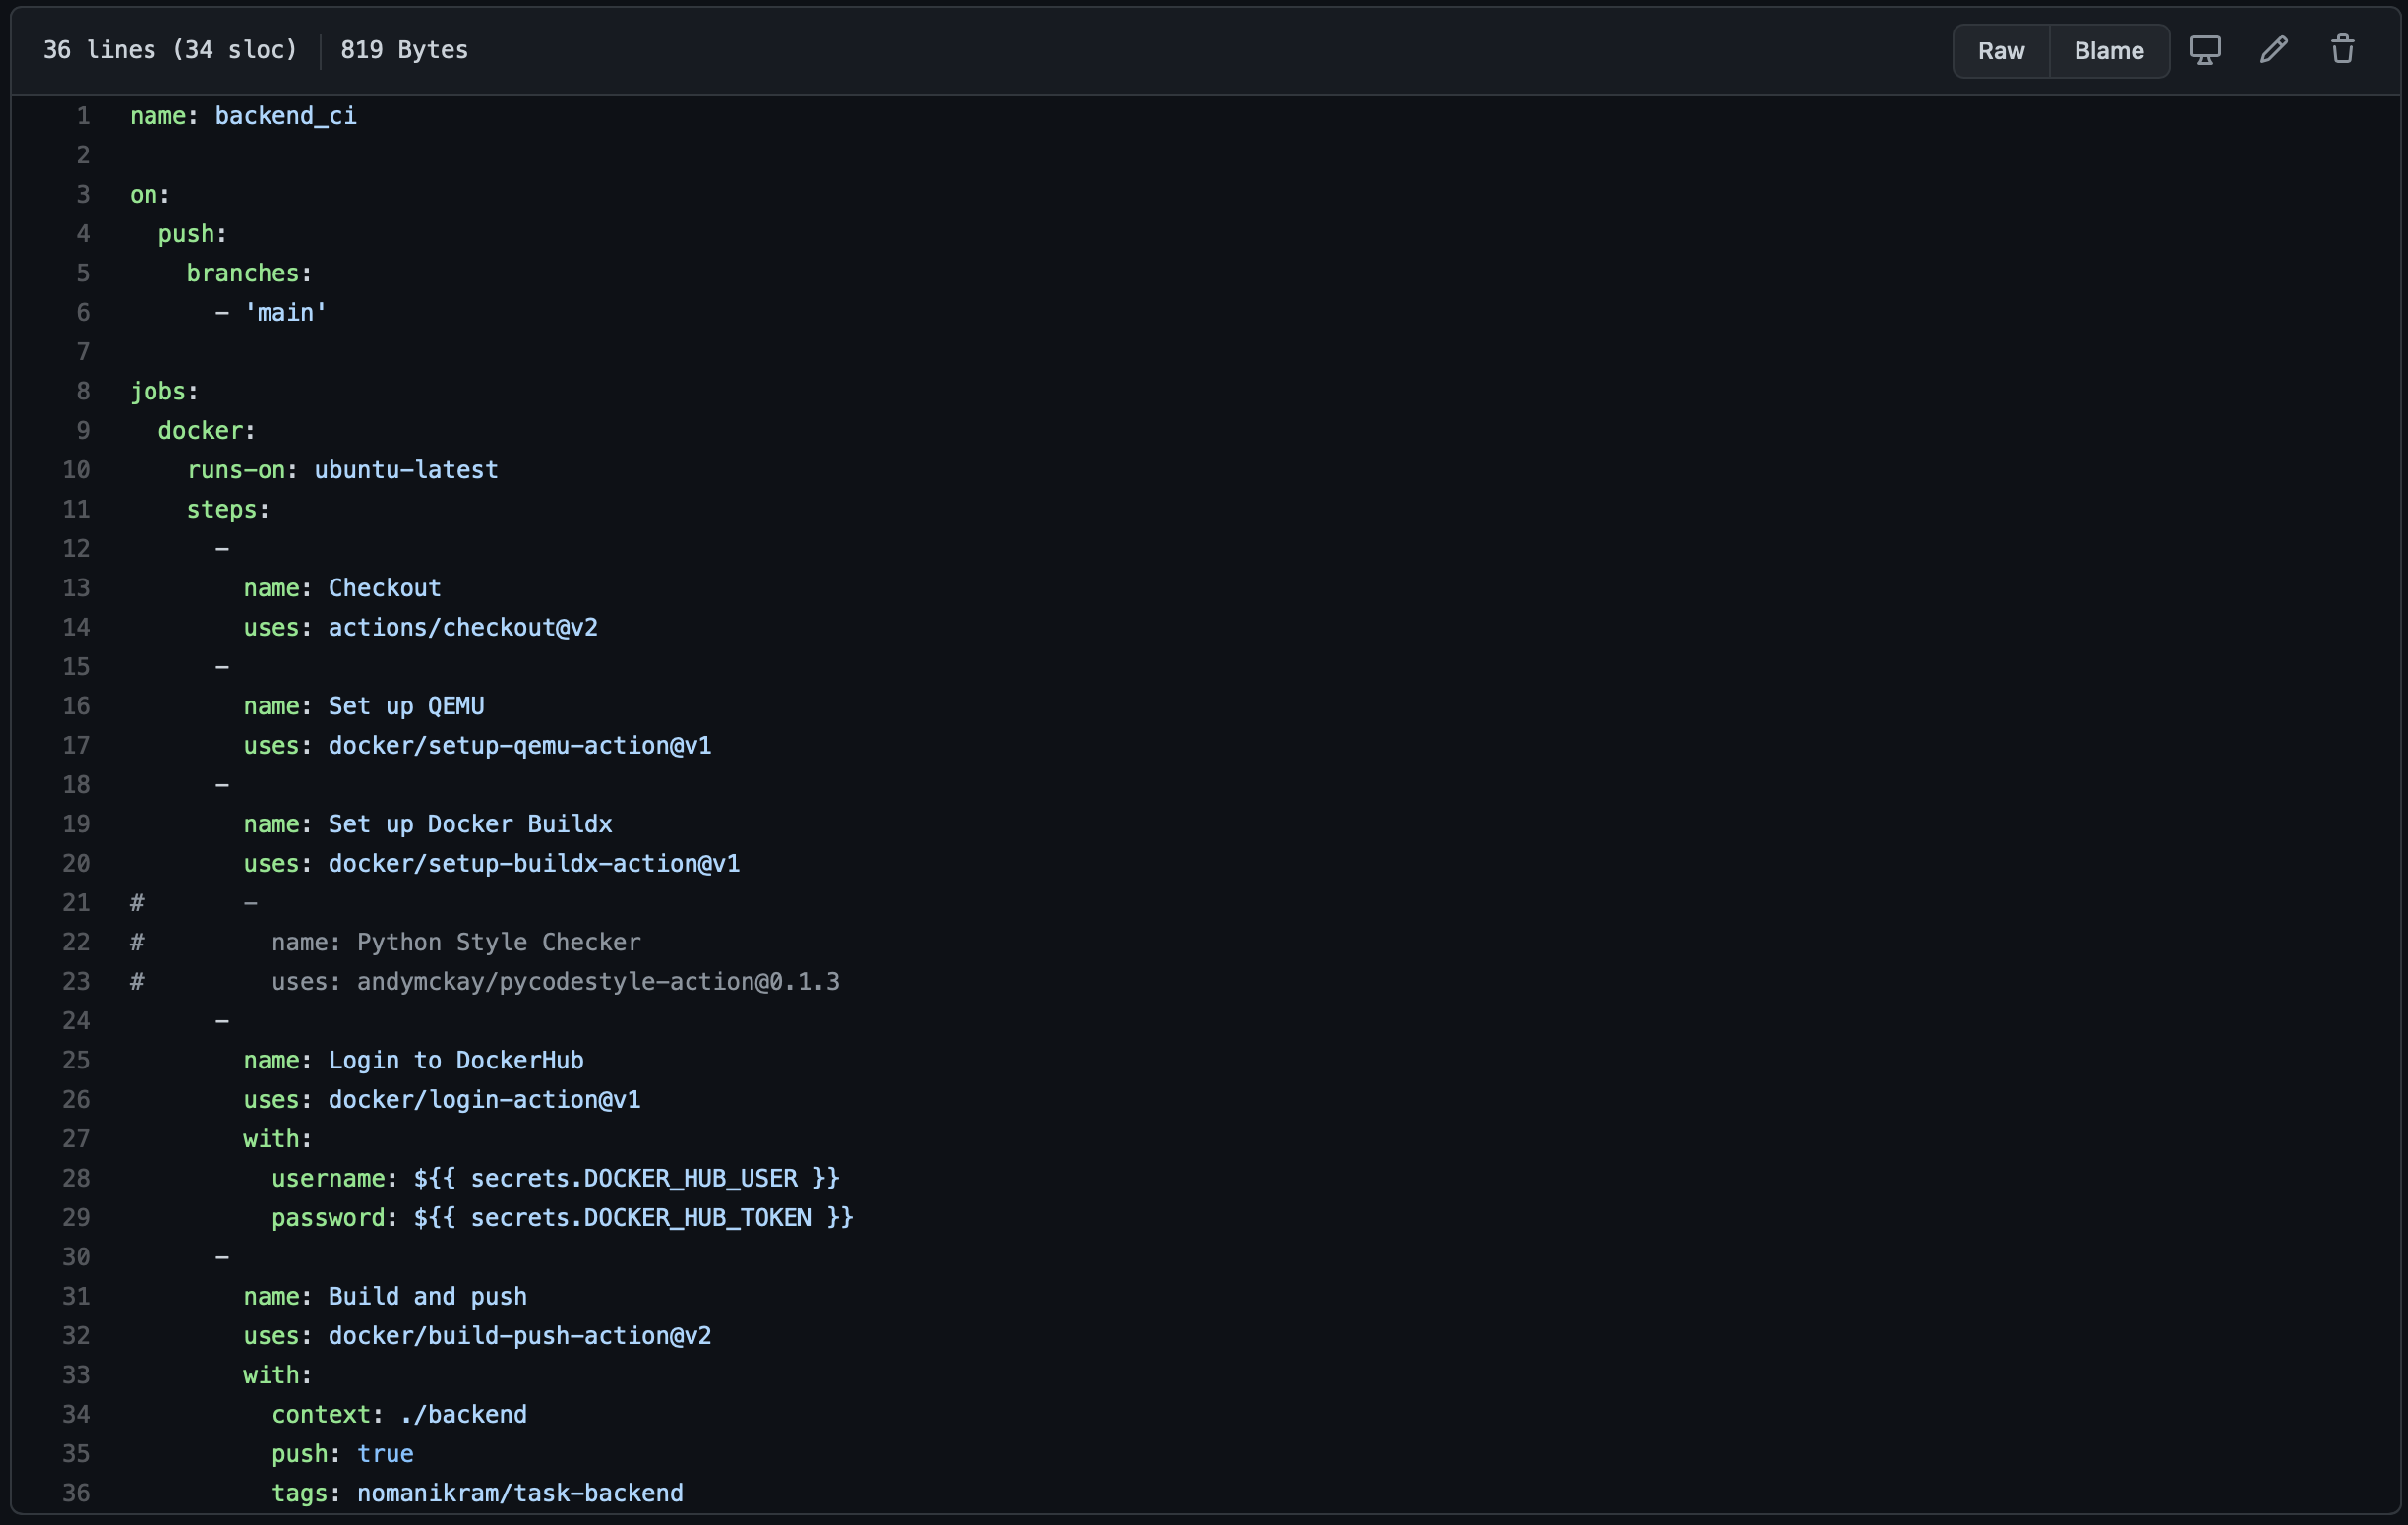 36 lines (34 sloc) 819 Bytes Raw Blame
1 name: backend_ci
2
3 on:
4   push:
5     branches:
6       - 'main'
7
8 jobs:
9   docker:
10     runs-on: ubuntu-latest
11     steps:
12       -
13         name: Checkout
14         uses: actions/checkout@v2
15       -
16         name: Set up QEMU
17         uses: docker/setup-qemu-action@v1
18       -
19         name: Set up Docker Buildx
20         uses: docker/setup-buildx-action@v1
21 #       -
22 #         name: Python Style Checker
23 #         uses: andymckay/pycodestyle-action@0.1.3
24       -
25         name: Login to DockerHub
26         uses: docker/login-action@v1
27         with:
28           username: ${{ secrets.DOCKER_HUB_USER }}
29           password: ${{ secrets.DOCKER_HUB_TOKEN }}
30       -
31         name: Build and push
32         uses: docker/build-push-action@v2
33         with:
34           context: ./backend
35           push: true
36           tags: nomanikram/task-backend